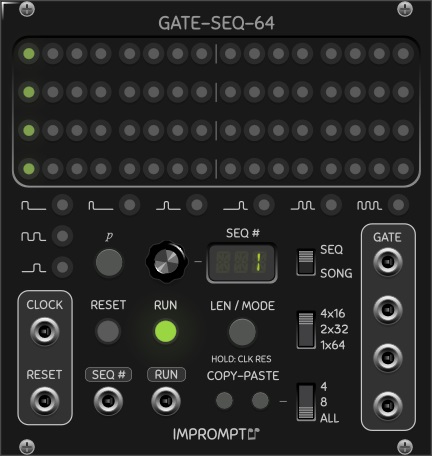 GATE-SEQ-64
p
SEQ #
1
SEQ
SONG
GATE
CLOCK
RESET
RUN
LEN / MODE
4x16
2x32
1x64
HOLD: CLK RES
RESET
SEQ #
RUN
COPY-PASTE
4
8
ALL
IMPROMPTU